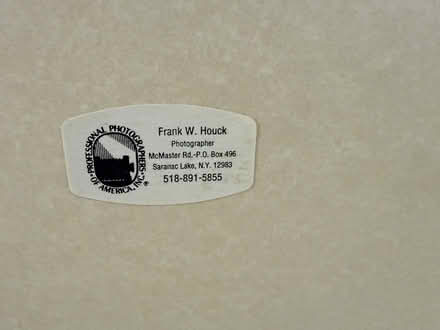 PROFESSIONAL PHOTOGRAPHERS
OF AMERICA, INC. ®
Frank W. Houck
Photographer
McMaster Rd.-P.O. Box 496
Saranac Lake, N.Y. 12983
518-891-5855